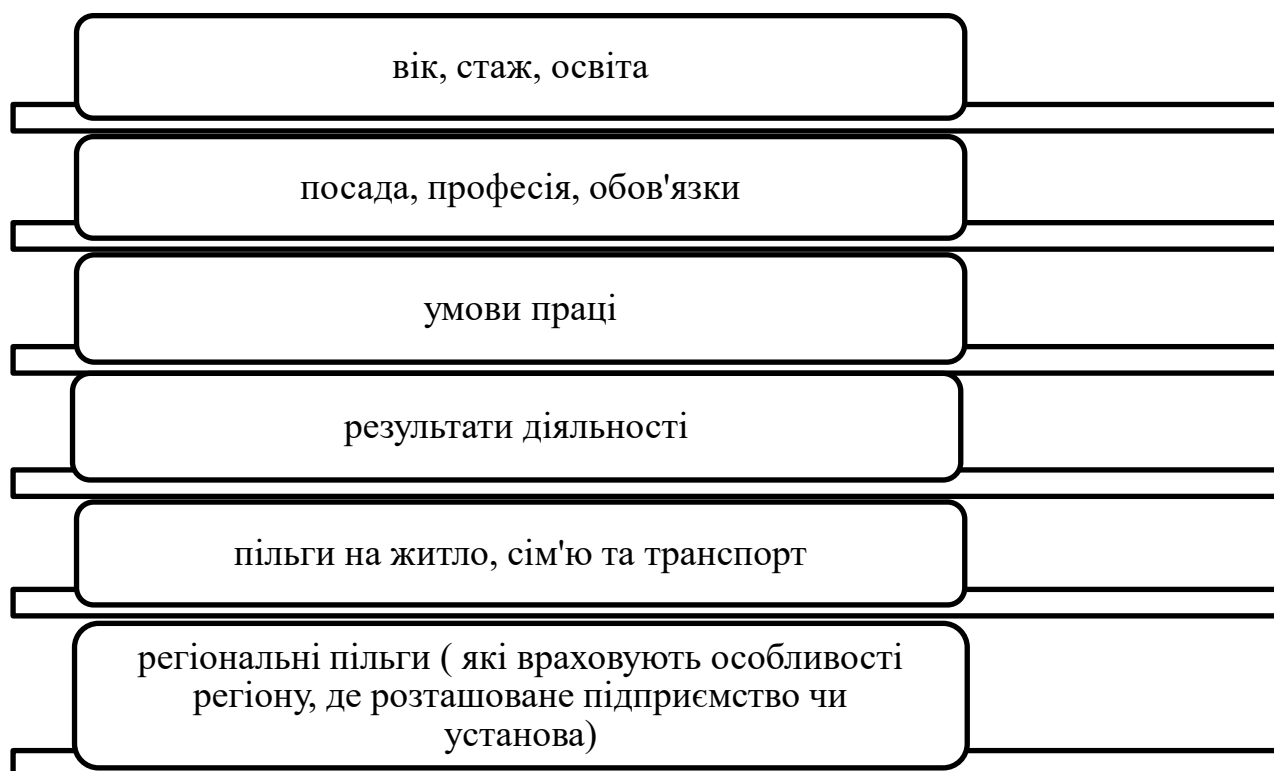 вік, стаж, освіта
посада, професія, обов'язки
умови праці
результати діяльності
пільги на житло, сім'ю та транспорт
регіональні пільги ( які враховують особливості
регіону, де розташоване підприємство чи
установа)